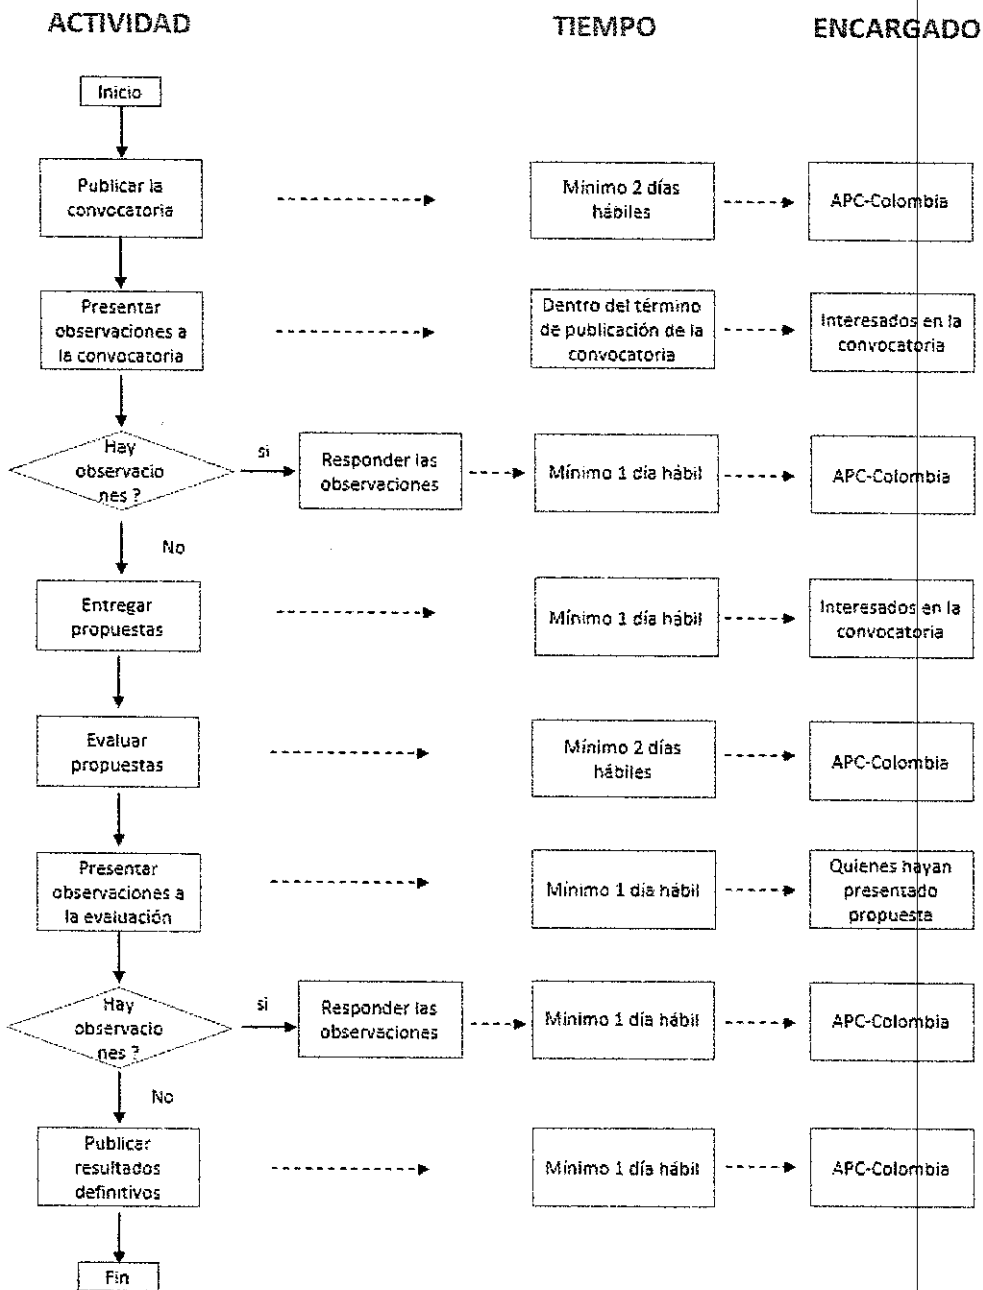 ACTIVIDAD
TIEMPO
ENCARGADO
Inicio
Publicar la
convocatoria
Mínimo 2 días
hábiles
APC-Colombia
Presentar
observaciones a
la convocatoria
Dentro del término
de publicación de la
convocatoria
Interesados en la
convocatoria
Hay
observacio
nes ?
si
Responder las
observaciones
Mínimo 1 día hábil
APC-Colombia
No
Entregar
propuestas
Mínimo 1 día hábil
Interesados en la
convocatoria
Evaluar
propuestas
Mínimo 2 días
hábiles
APC-Colombia
Presentar
observaciones a
la evaluación
Mínimo 1 día hábil
Quienes hayan
presentado
propuesta
Hay
observacio
nes ?
si
Responder las
observaciones
Mínimo 1 día hábil
APC-Colombia
No
Publicar
resultados
definitivos
Mínimo 1 día hábil
APC-Colombia
Fin